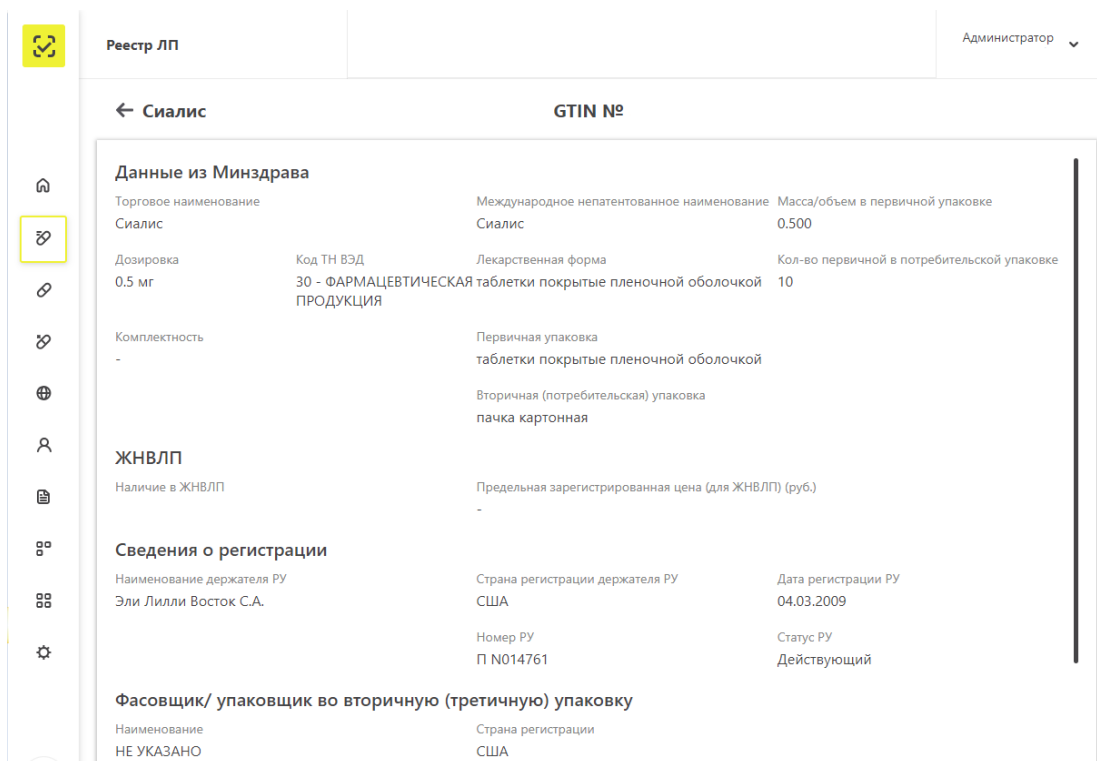 Реестр ЛП
Администратор
Сиалис
GTIN №
Данные из Минздрава
Торговое наименование
Международное непатентованное наименование
Масса/объем в первичной упаковке
Сиалис
Сиалис
0.500
Дозировка
Код ТН ВЭД
Лекарственная форма
Кол-во первичной в потребительской упаковке
0.5 мг
30 - ФАРМАЦЕВТИЧЕСКАЯ
ПРОДУКЦИЯ
таблетки покрытые пленочной оболочкой
10
Комплектность
Первичная упаковка
-
таблетки покрытые пленочной оболочкой
Вторичная (потребительская) упаковка
пачка картонная
ЖНВЛП
Наличие в ЖНВЛП
Предельная зарегистрированная цена (для ЖНВЛП) (руб.)
-
Сведения о регистрации
Наименование держателя РУ
Страна регистрации держателя РУ
Дата регистрации РУ
Эли Лилли Восток С.А.
США
04.03.2009
Номер РУ
Статус РУ
П N014761
Действующий
Фасовщик/ упаковщик во вторичную (третичную) упаковку
Наименование
Страна регистрации
НЕ УКАЗАНО
США